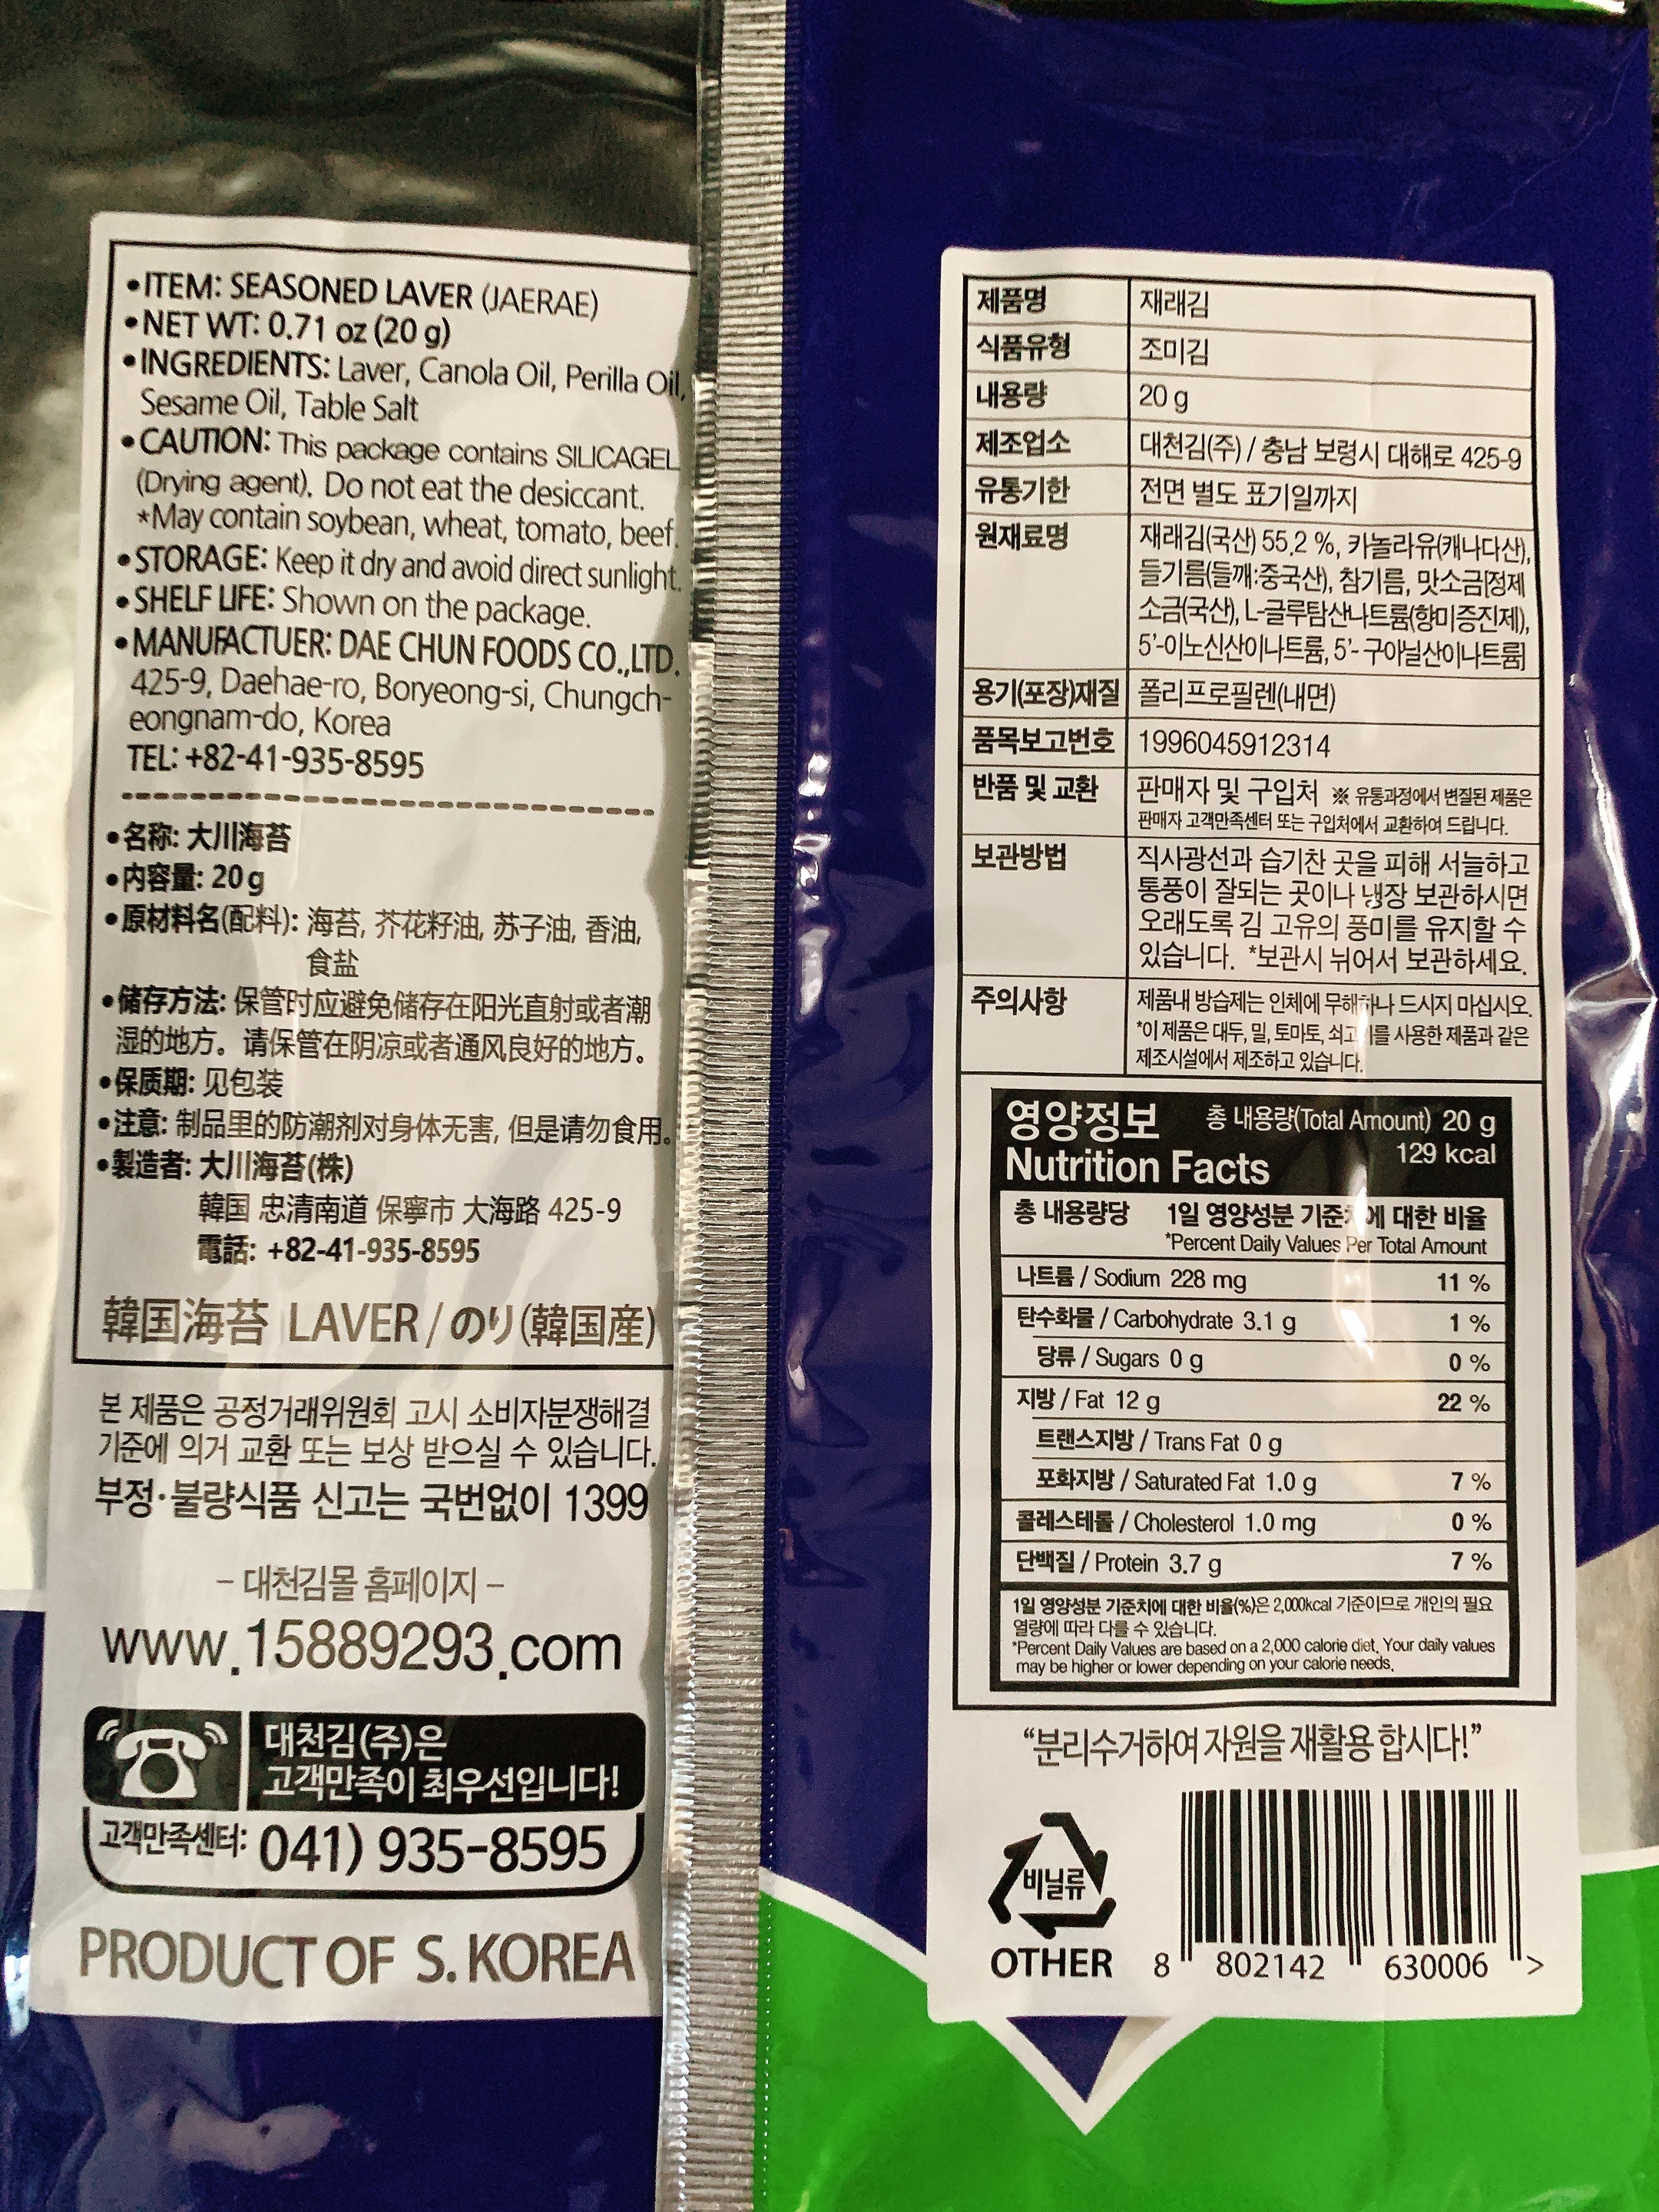 •ITEM: SEASONED LAVER (JAERAE)
•NET WT: 0.71 oz (20 g)
•INGREDIENTS: Laver, Canola Oil, Perilla Oil,
Sesame Oil, Table Salt
•CAUTION: This package contains SILICAGEL
(Drying agent). Do not eat the desiccant.
*May contain soybean, wheat, tomato, beef.
•STORAGE: Keep it dry and avoid direct sunlight.
•SHELF LIFE: Shown on the package.
•MANUFACTUER: DAE CHUN FOODS CO.,LTD.
425-9, Daehae-ro, Boryeong-si, Chungch-
eongnam-do, Korea
TEL: +82-41-935-8595
•名称: 大川海苔
•内容量: 20 g
•原材料名(配料): 海苔, 芥花籽油, 苏子油, 香油,
食盐
•储存方法: 保管时应避免储存在阳光直射或者潮
湿的地方。请保管在阴凉或者通风良好的地方。
•保质期: 见包装
•注意: 制品里的防潮剂对身体无害, 但是请勿食用。
•製造者: 大川海苔(株)
韓国 忠清南道 保寧市 大海路 425-9
電話: +82-41-935-8595
韓国海苔 LAVER / のり(韓国産)
본 제품은 공정거래위원회 고시 소비자분쟁해결
기준에 의거 교환 또는 보상 받으실 수 있습니다.
부정·불량식품 신고는 국번없이 1399
- 대천김몰 홈페이지 -
www.15889293.com
대천김(주)은
고객만족이 최우선입니다!
고객만족센터: 041) 935-8595
PRODUCT OF S. KOREA
제품명 재래김
식품유형 조미김
내용량 20 g
제조업소 대천김(주) / 충남 보령시 대해로 425-9
유통기한 전면 별도 표기일까지
원재료명 재래김(국산) 55.2 %, 카놀라유(캐나다산),
들기름(들깨:중국산), 참기름, 맛소금[정제
소금(국산), L-글루탐산나트륨(향미증진제),
5'-이노신산이나트륨, 5'- 구아닐산이나트륨]
용기(포장)재질 폴리프로필렌(내면)
품목보고번호 1996045912314
반품 및 교환 판매자 및 구입처 ※ 유통과정에서 변질된 제품은
판매자 고객만족센터 또는 구입처에서 교환하여 드립니다.
보관방법 직사광선과 습기찬 곳을 피해 서늘하고
통풍이 잘되는 곳이나 냉장 보관하시면
오래도록 김 고유의 풍미를 유지할 수
있습니다. *보관시 뉘어서 보관하세요.
주의사항 제품내 방습제는 인체에 무해하나 드시지 마십시오.
*이 제품은 대두, 밀, 토마토, 쇠고기를 사용한 제품과 같은
제조시설에서 제조하고 있습니다.
영양정보 총 내용량(Total Amount) 20 g
Nutrition Facts 129 kcal
총 내용량당 1일 영양성분 기준치에 대한 비율
*Percent Daily Values Per Total Amount
나트륨 / Sodium 228 mg 11 %
탄수화물 / Carbohydrate 3.1 g 1 %
당류 / Sugars 0 g 0 %
지방 / Fat 12 g 22 %
트랜스지방 / Trans Fat 0 g
포화지방 / Saturated Fat 1.0 g 7 %
콜레스테롤 / Cholesterol 1.0 mg 0 %
단백질 / Protein 3.7 g 7 %
1일 영양성분 기준치에 대한 비율(%)은 2,000kcal 기준이므로 개인의 필요
열량에 따라 다를 수 있습니다.
*Percent Daily Values are based on a 2,000 calorie diet. Your daily values
may be higher or lower depending on your calorie needs.
“분리수거하여 자원을 재활용 합시다!”
비닐류
OTHER
8 802142 630006 >